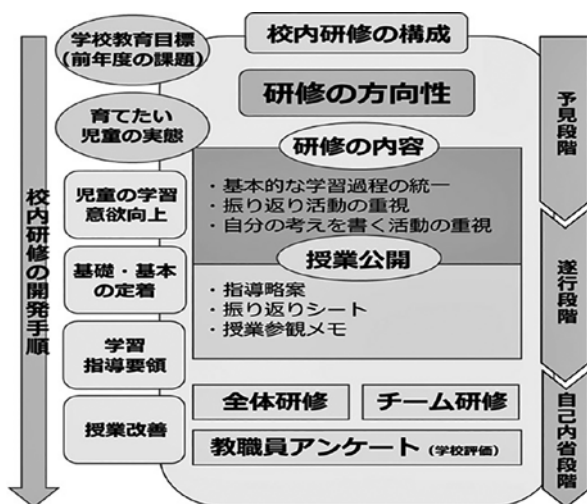 校内研修の開発手順
学校教育目標
(前年度の課題)
育てたい
児童の実態
児童の学習
意欲向上
基礎・基本
の定着
学習
指導要領
授業改善
校内研修の構成
研修の方向性
研修の内容
・基本的な学習過程の統一
・振り返り活動の重視
・自分の考えを書く活動の重視
授業公開
・指導略案
・振り返りシート
・授業参観メモ
全体研修
チーム研修
教職員アンケート(学校評価)
予見段階
遂行段階
自己内省段階